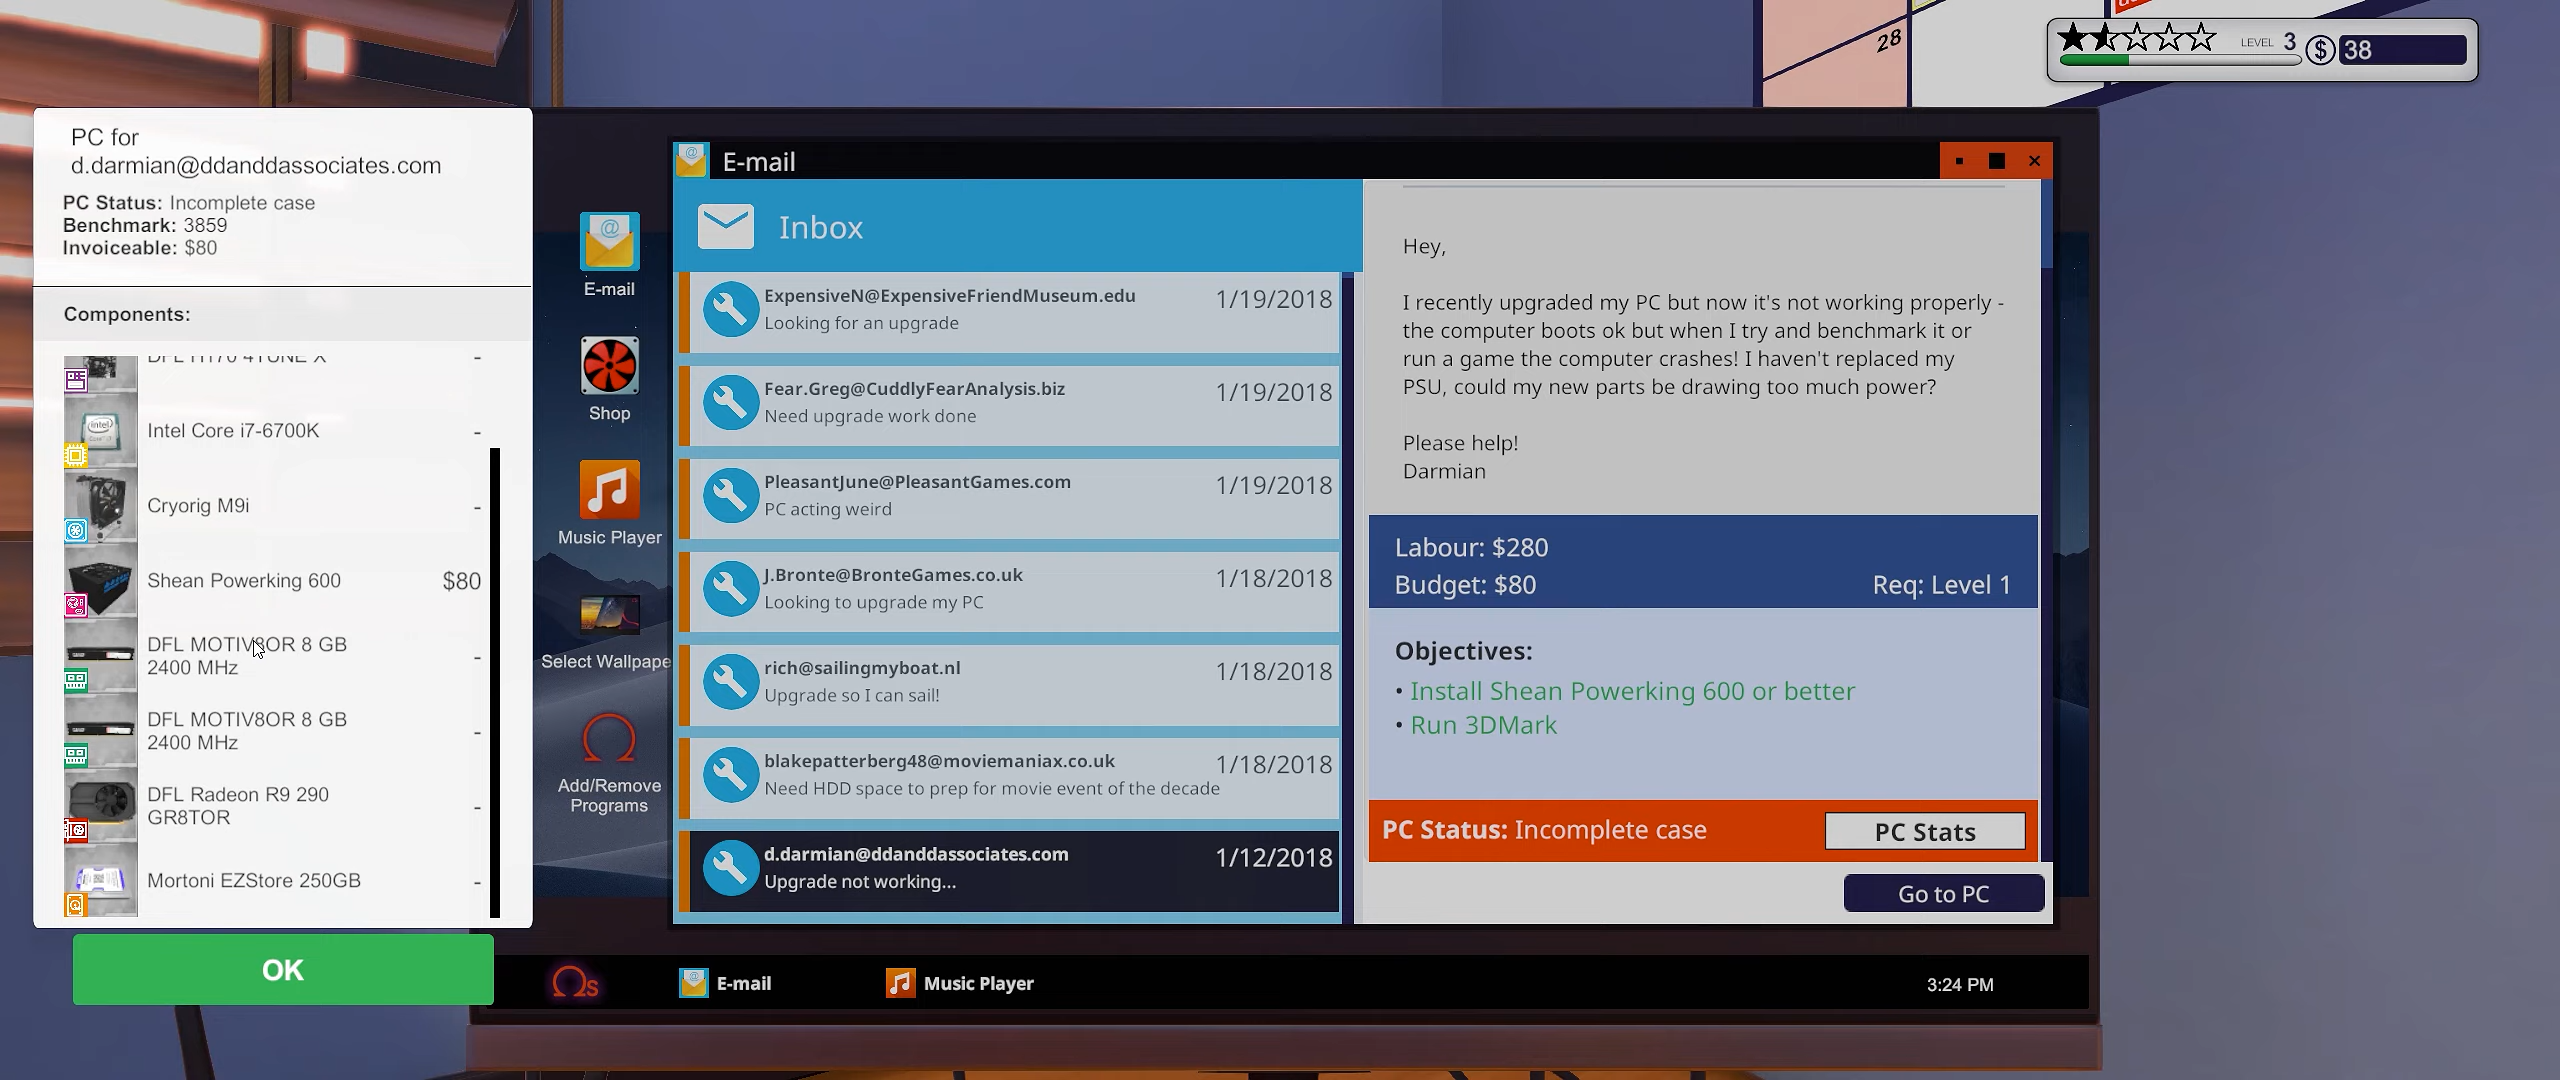 28
LEVEL 3
$ 38
PC for
d.darmian@ddanddassociates.com
PC Status: Incomplete case
Benchmark: 3859
Invoiceable: $80
Components:
DFL H170 4TUNE X -
Intel Core i7-6700K -
Cryorig M9i -
Shean Powerking 600 $80
DFL MOTIV8OR 8 GB
2400 MHz -
DFL MOTIV8OR 8 GB
2400 MHz -
DFL Radeon R9 290
GR8TOR -
Mortoni EZStore 250GB -
OK
E-mail
Shop
Music Player
Select Wallpape
Add/Remove
Programs
E-mail
Inbox
ExpensiveN@ExpensiveFriendMuseum.edu 1/19/2018
Looking for an upgrade
Fear.Greg@CuddlyFearAnalysis.biz 1/19/2018
Need upgrade work done
PleasantJune@PleasantGames.com 1/19/2018
PC acting weird
J.Bronte@BronteGames.co.uk 1/18/2018
Looking to upgrade my PC
rich@sailingmyboat.nl 1/18/2018
Upgrade so I can sail!
blakepatterberg48@moviemaniax.co.uk 1/18/2018
Need HDD space to prep for movie event of the decade
d.darmian@ddanddassociates.com 1/12/2018
Upgrade not working...
Hey,
I recently upgraded my PC but now it's not working properly -
the computer boots ok but when I try and benchmark it or
run a game the computer crashes! I haven't replaced my
PSU, could my new parts be drawing too much power?
Please help!
Darmian
Labour: $280
Budget: $80 Req: Level 1
Objectives:
• Install Shean Powerking 600 or better
• Run 3DMark
PC Status: Incomplete case PC Stats
Go to PC
Ωs E-mail Music Player 3:24 PM